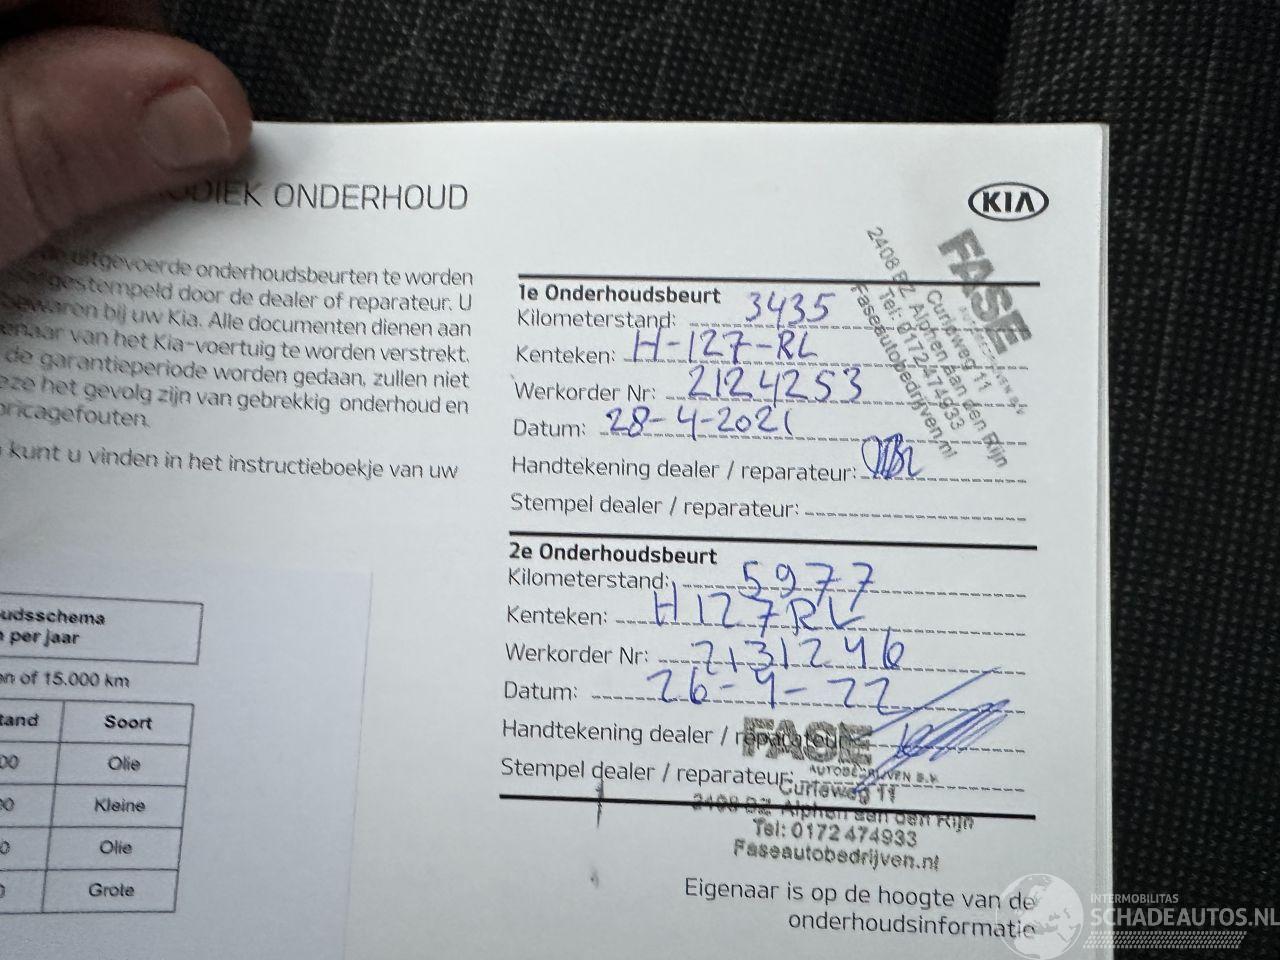 ODIEK ONDERHOUD
uitgevoerde onderhoudsbeurten te worden
gestempeld door de dealer of reparateur. U
bewaren bij uw Kia. Alle documenten dienen aan
enaar van het Kia-voertuig te worden verstrekt.
de garantieperiode worden gedaan, zullen niet
eze het gevolg zijn van gebrekkig onderhoud en
bricagefouten.
kunt u vinden in het instructieboekje van uw
udsschema
per jaar
en of 15.000 km
tand Soort
00 Olie
00 Kleine
0 Olie
0 Grote
KIA
FASE
Curieweg 11
2408 BZ Alphen aan den Rijn
Tel: 0172 474933
Faseautobedrijven.nl
1e Onderhoudsbeurt
Kilometerstand: 3435
Kenteken: H-127-RL
Werkorder Nr: 2124253
Datum: 28-4-2021
Handtekening dealer / reparateur:
Stempel dealer / reparateur:
2e Onderhoudsbeurt
Kilometerstand: 5977
Kenteken: H127RL
Werkorder Nr: 2131246
Datum: 26-9-22
Handtekening dealer / reparateur:
Stempel dealer / reparateur:
FASE
AUTOBEDRIJVEN B.V.
Curieweg 11
2408 BZ Alphen aan den Rijn
Tel: 0172 474933
Faseautobedrijven.nl
Eigenaar is op de hoogte van de
onderhoudsinformatie
INTERMOBILITAS
SCHADEAUTOS.NL